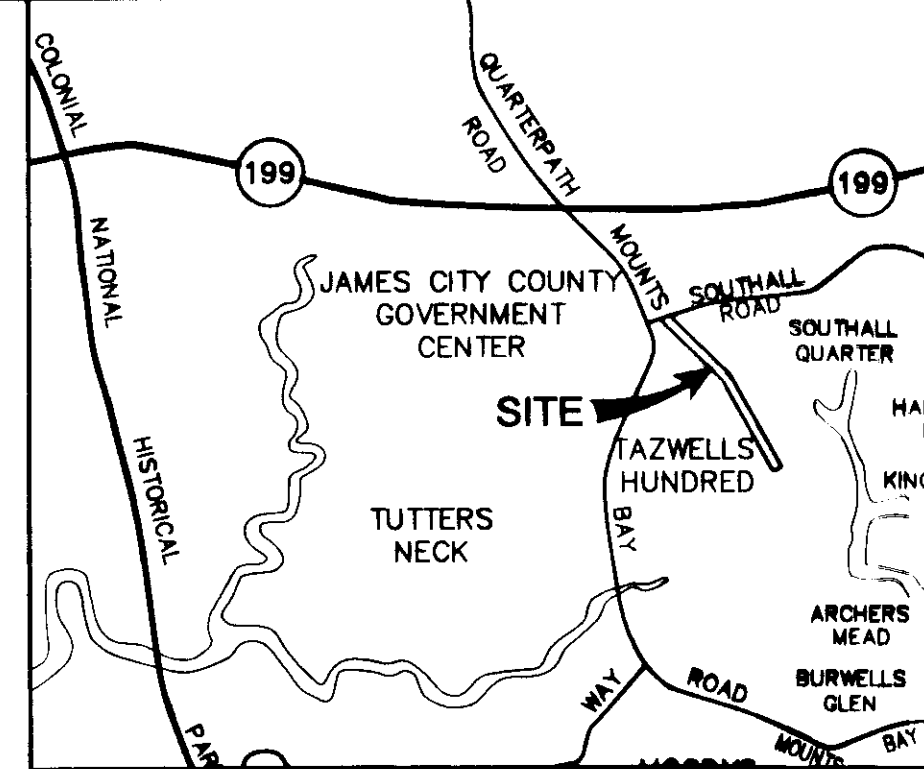 COLONIAL
NATIONAL
HISTORICAL
199
QUARTERPATH
ROAD
199
MOUNTS
SOUTHALL
ROAD
JAMES CITY COUNTY
GOVERNMENT
CENTER
SOUTHALL
QUARTER
SITE
TAZWELLS
HUNDRED
BAY
TUTTERS
NECK
ARCHERS
MEAD
BURWELLS
GLEN
WAY
ROAD
MOUNTS
BAY